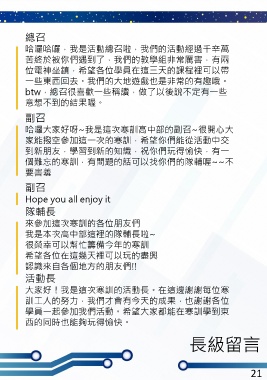 總召
哈囉哈囉，我是活動總召啦，我們的活動經過千辛萬
苦終於被你們遇到了，我們的教學組非常厲害，有兩
位電神坐鎮，希望各位學員在這三天的課程裡可以帶
一些東西回去。我們的大地遊戲也是非常的有趣哦。
btw，總召很喜歡一些稱讚，做了以後說不定有一些
意想不到的結果喔。
副召
哈囉大家好呀~我是這次寒訓高中部的副召~很開心大
家能撥空參加這一次的寒訓，希望你們能從活動中交
到新朋友，學習到新的知識，祝你們玩得愉快，有一
個難忘的寒訓，有問題的話可以找你們的隊輔喔~~不
要害羞
副召
Hope you all enjoy it
隊輔長
來參加這次寒訓的各位朋友們
我是本次高中部這裡的隊輔長啦~
很榮幸可以幫忙籌備今年的寒訓
希望各位在這幾天裡可以玩的盡興
認識來自各個地方的朋友們!!
活動長
大家好！我是這次寒訓的活動長。在這邊謝謝每位寒
訓工人的努力，我們才會有今天的成果，也謝謝各位
學員一起參加我們活動。希望大家都能在寒訓學到東
西的同時也能夠玩得愉快。
長級留言
21